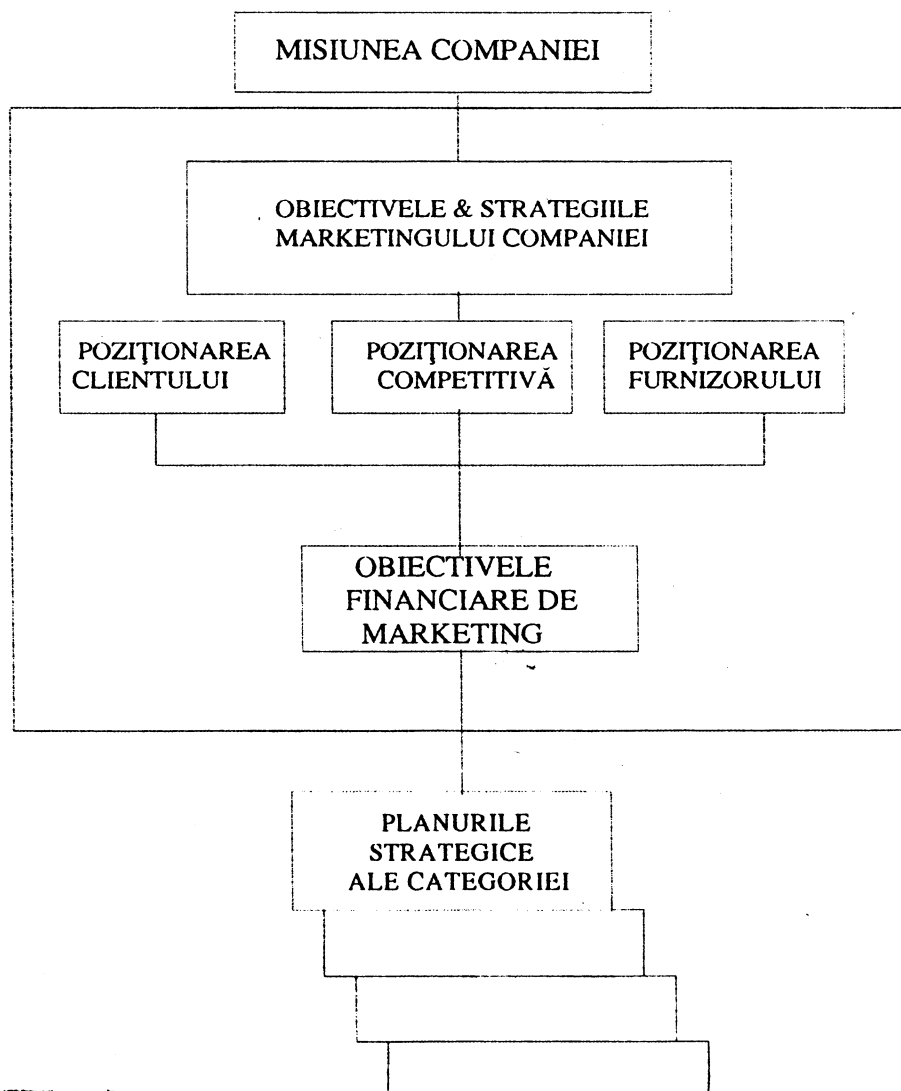 MISIUNEA COMPANIEI
OBIECTIVELE & STRATEGIILE
MARKETINGULUI COMPANIEI
POZIŢIONAREA
CLIENTULUI
POZIŢIONAREA
COMPETITIVĂ
POZIŢIONAREA
FURNIZORULUI
OBIECTIVELE
FINANCIARE DE
MARKETING
PLANURILE
STRATEGICE
ALE CATEGORIEI